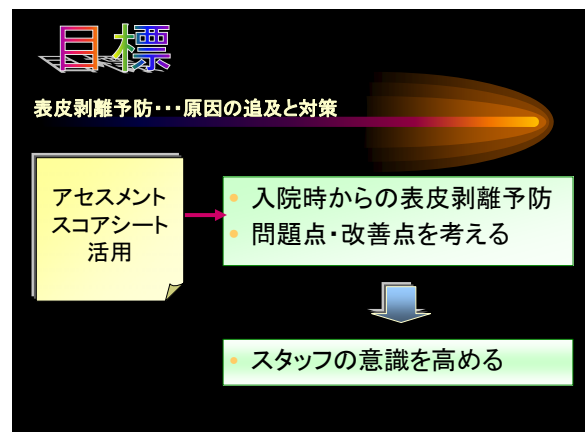 目標
表皮剥離予防･･･原因の追及と対策
アセスメント
スコアシート
活用
• 入院時からの表皮剥離予防
• 問題点・改善点を考える
• スタッフの意識を高める